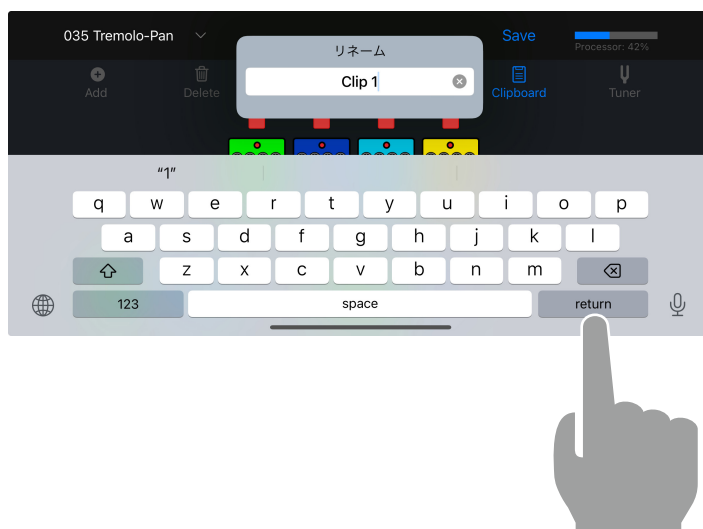 035 Tremolo-Pan
Save
Processor: 42%
リネーム
Clip 1
Add
Delete
Clipboard
Tuner
“1”
q w e r t y u i o p
a s d f g h j k l
z x c v b n m
123 space return